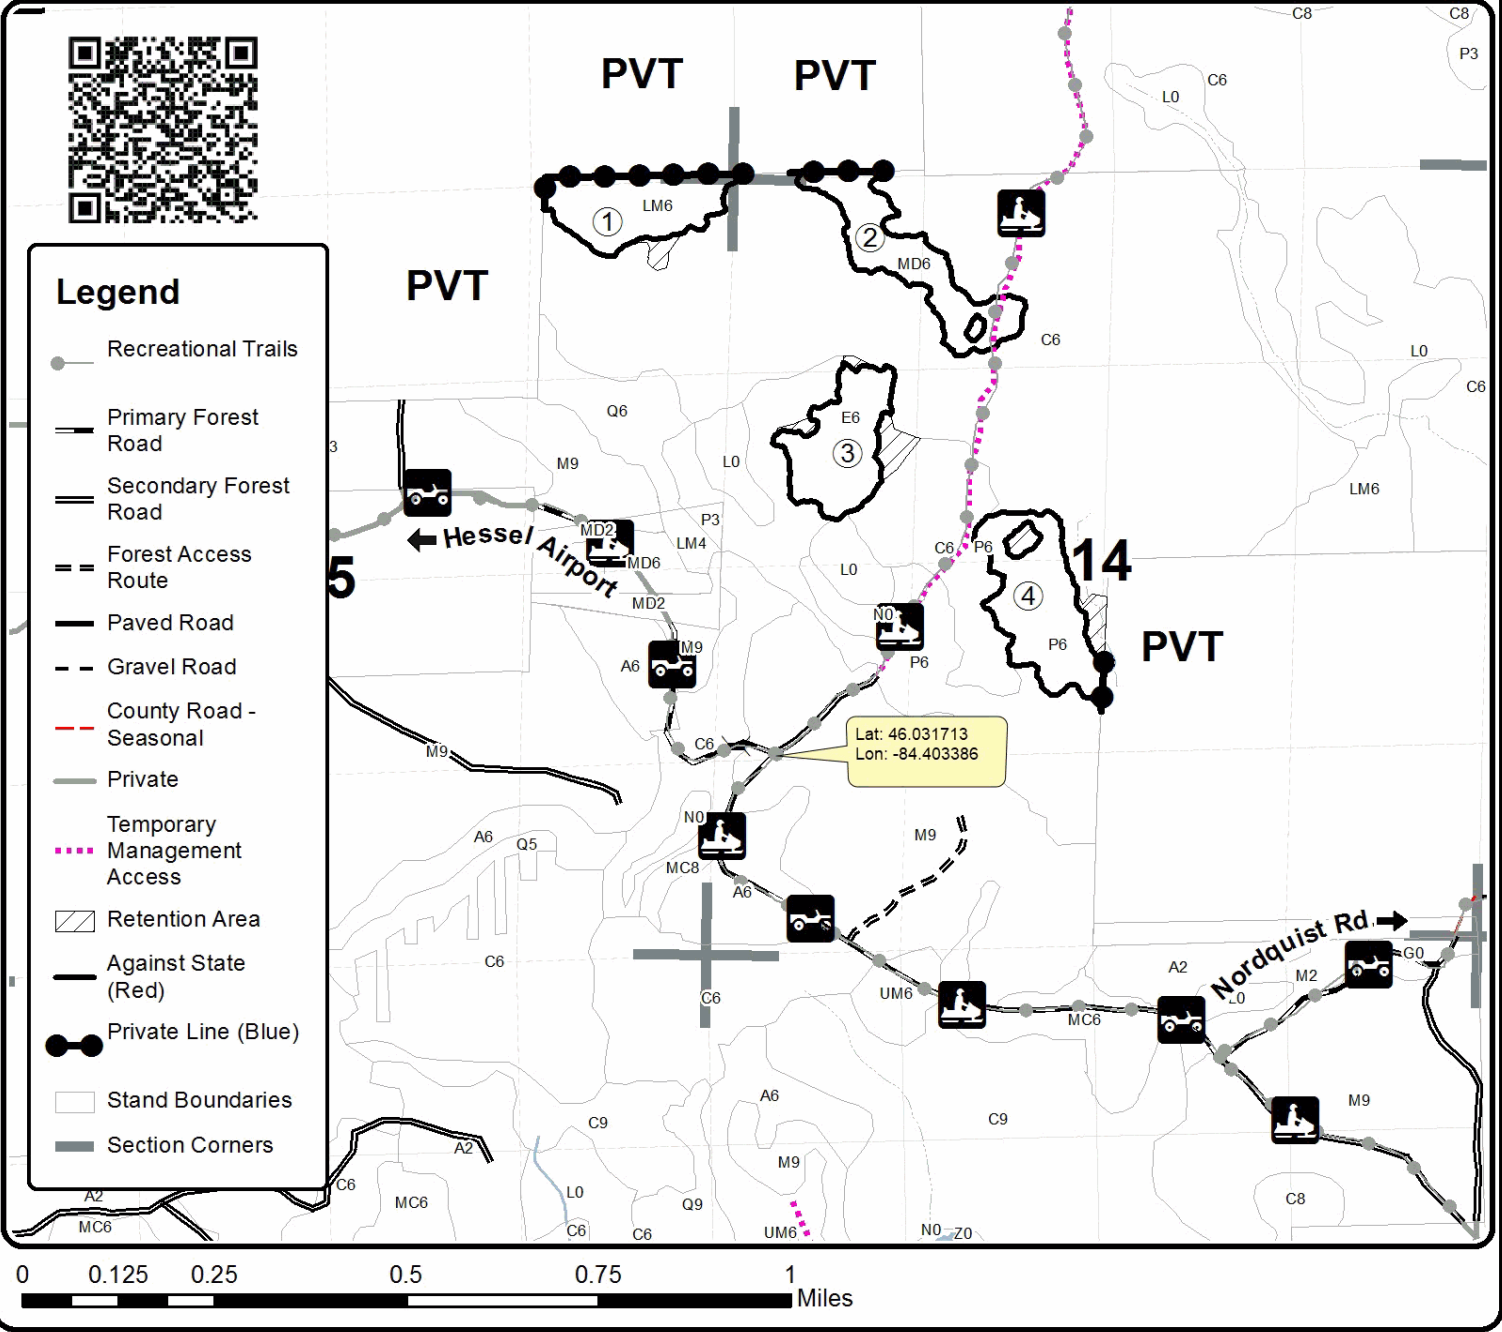 C8
C8
P3
PVT
PVT
C6
L0
LM6
1
2
MD6
PVT
C6
L0
C6
Legend
Recreational Trails
Primary Forest
Road
Secondary Forest
Road
Forest Access
Route
Paved Road
Gravel Road
County Road -
Seasonal
Private
Temporary
Management
Access
Retention Area
Against State
(Red)
Private Line (Blue)
Stand Boundaries
Section Corners
Q6
E6
3
3
M9
L0
LM6
P3
MD2
Hessel Airport
LM4
MD6
C6
P6
14
5
L0
MD2
4
N0
M9
A6
P6
P6
PVT
C6
Lat: 46.031713
Lon: -84.403386
M9
N0
A6
Q5
M9
MC8
A6
Nordquist Rd
C6
A2
G0
M2
L0
UM6
C6
MC6
A6
M9
C9
C9
A2
M9
C6
A2
MC6
L0
Q9
C8
MC6
C6
C6
UM6
N0
Z0
0
0.125
0.25
0.5
0.75
1
Miles